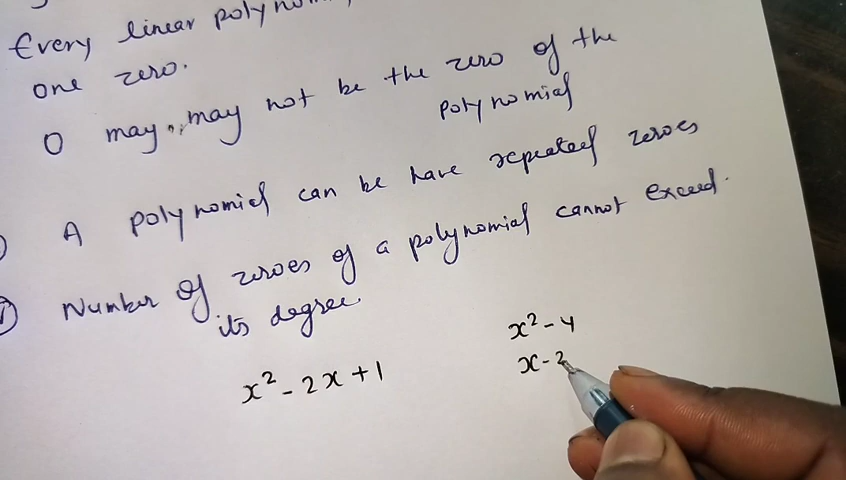 Every linear polynomial
one zero.
0 may, may not be the zero of the
polynomial
A polynomial can be have repeated zeroes
Number of zeroes of a polynomial cannot exceed.
its degree.
x² - 4
x - 2
x² - 2x + 1